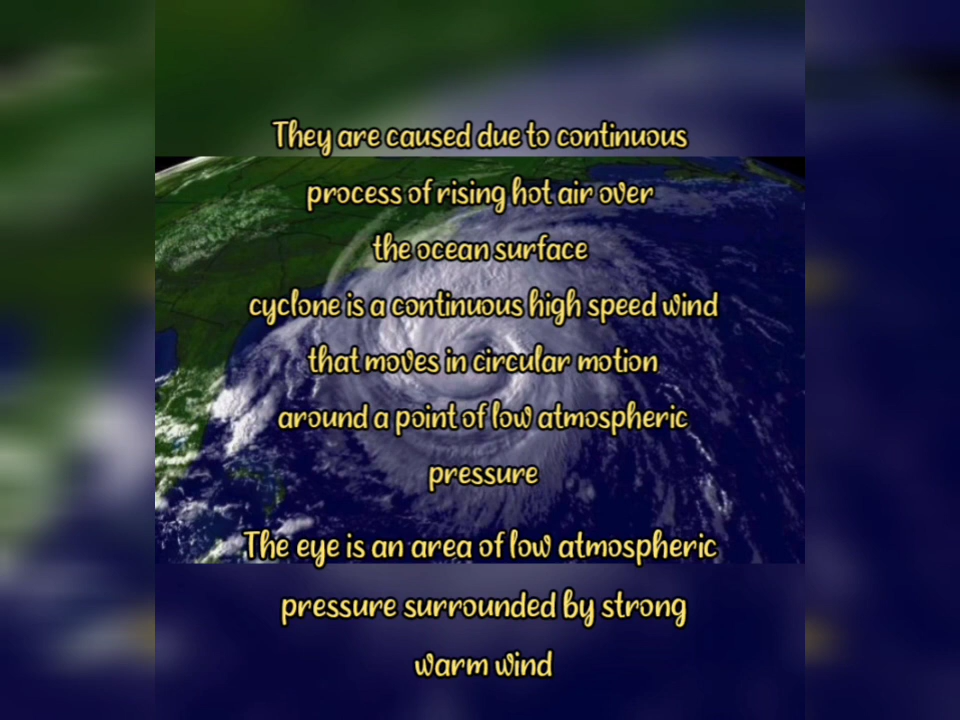 They are caused due to continuous
process of rising hot air over
the ocean surface
cyclone is a continuous high speed wind
that moves in circular motion
around a point of low atmospheric
pressure
The eye is an area of low atmospheric
pressure surrounded by strong
warm wind